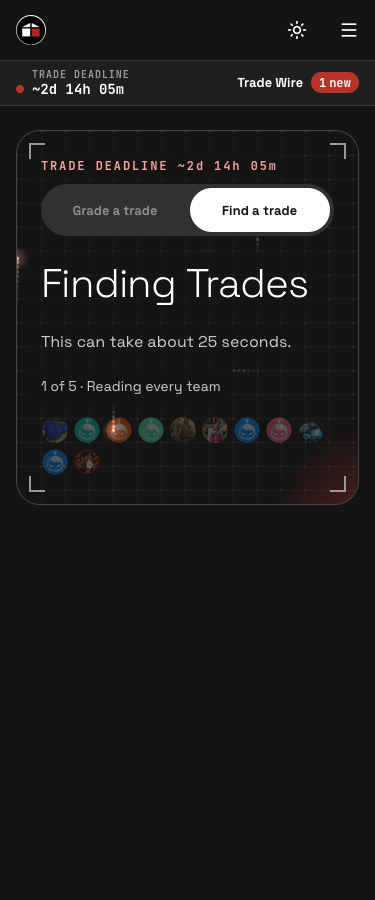 TRADE DEADLINE
~2d 14h 05m
Trade Wire
1 new
TRADE DEADLINE ~2d 14h 05m
Grade a trade
Find a trade
Finding Trades
This can take about 25 seconds.
1 of 5 · Reading every team